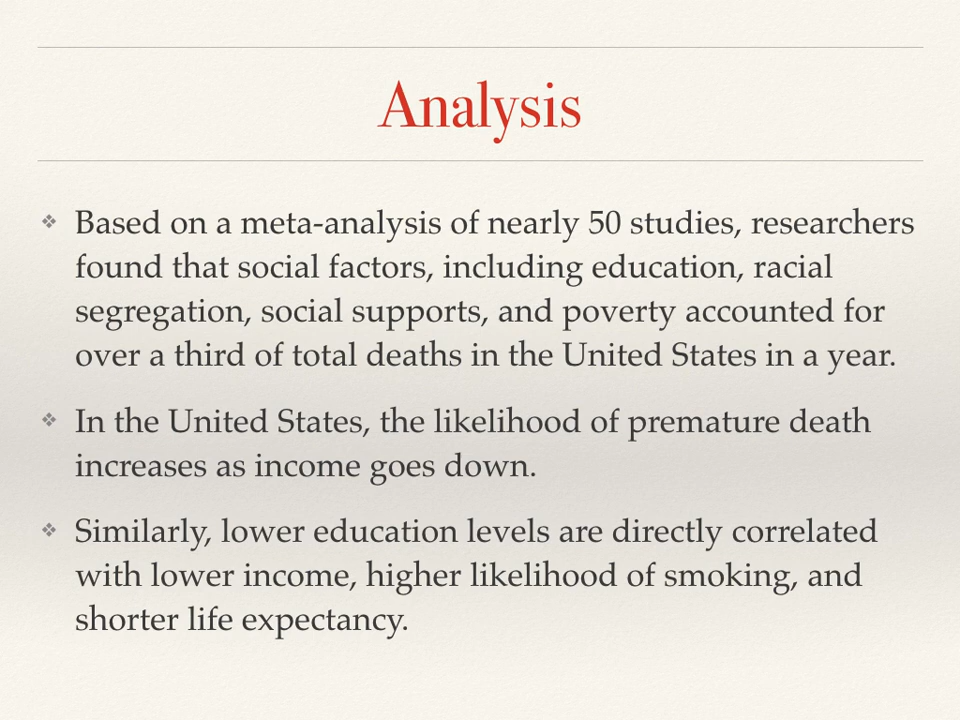 Analysis
❖ Based on a meta-analysis of nearly 50 studies, researchers
found that social factors, including education, racial
segregation, social supports, and poverty accounted for
over a third of total deaths in the United States in a year.
❖ In the United States, the likelihood of premature death
increases as income goes down.
❖ Similarly, lower education levels are directly correlated
with lower income, higher likelihood of smoking, and
shorter life expectancy.